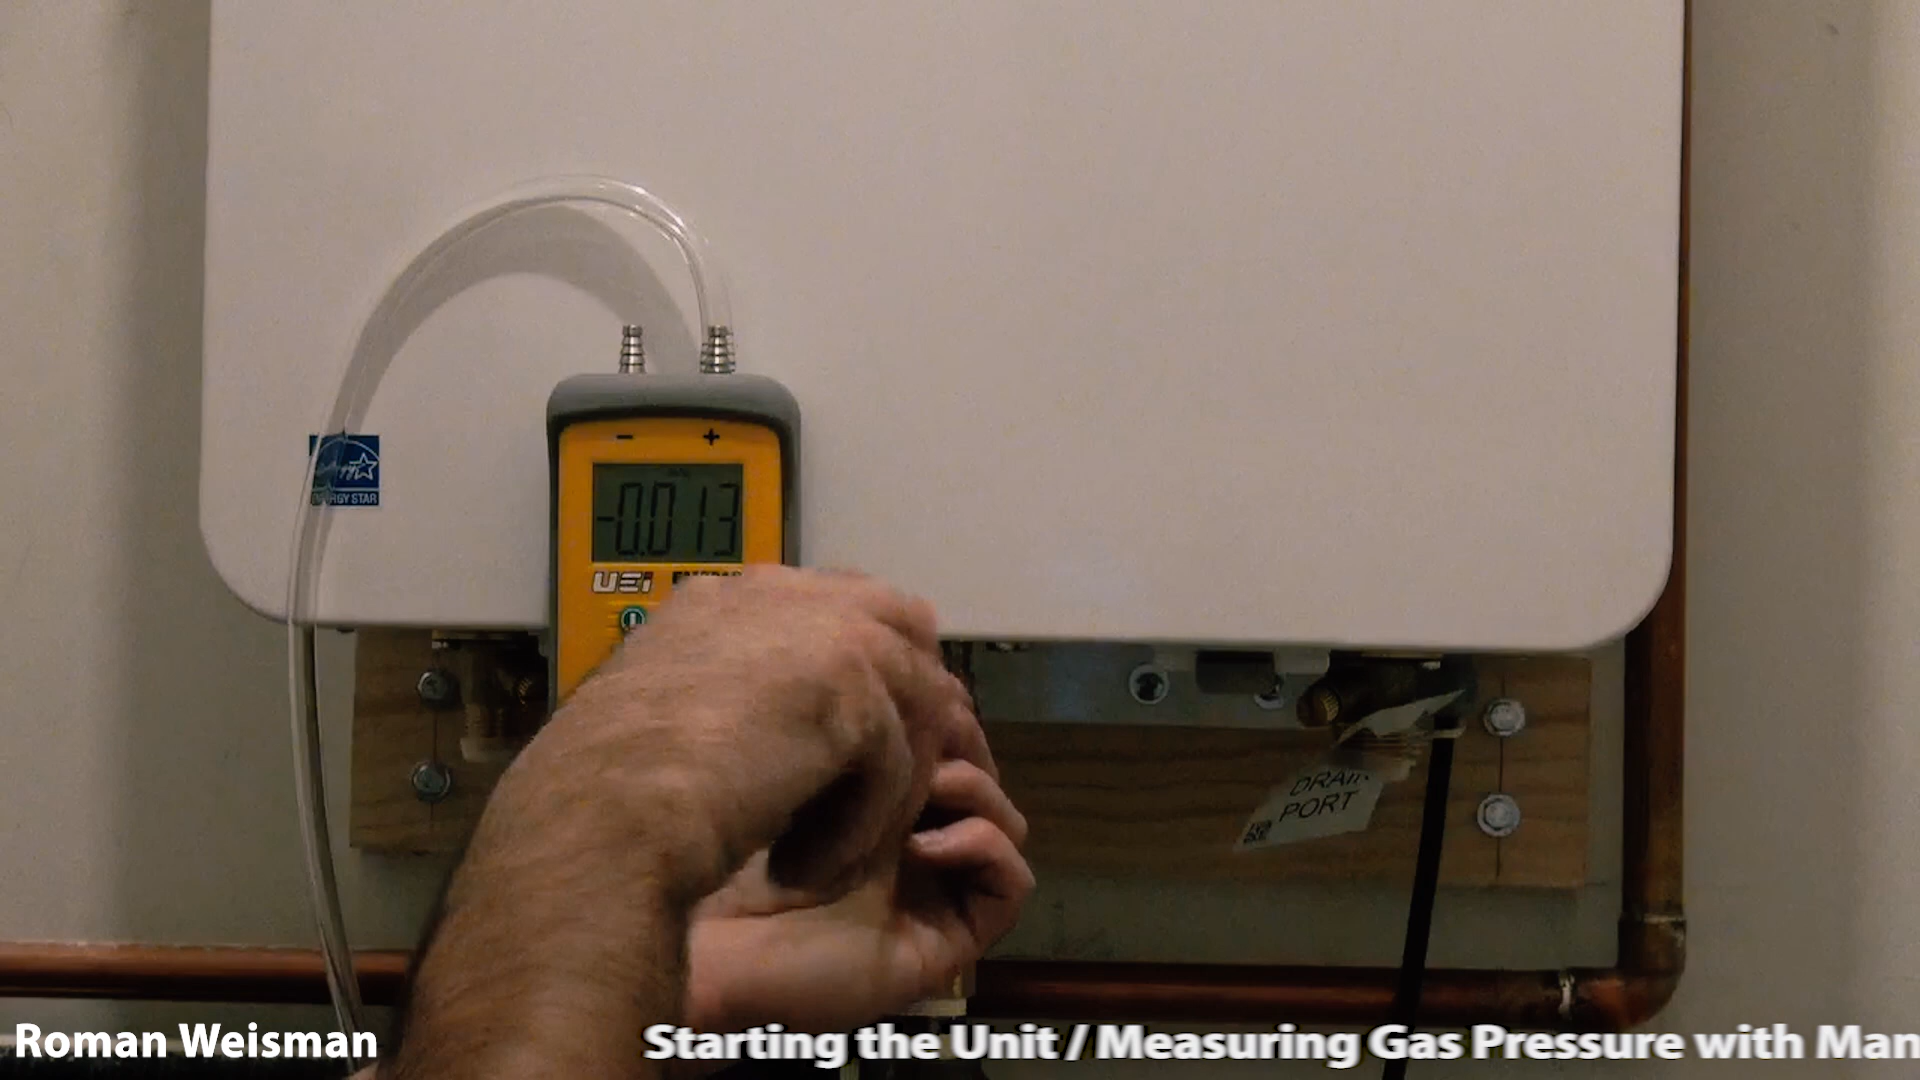 - +
-0.013
UEi
ENERGY STAR
DRAIN
PORT
Roman Weisman
Starting the Unit / Measuring Gas Pressure with Man